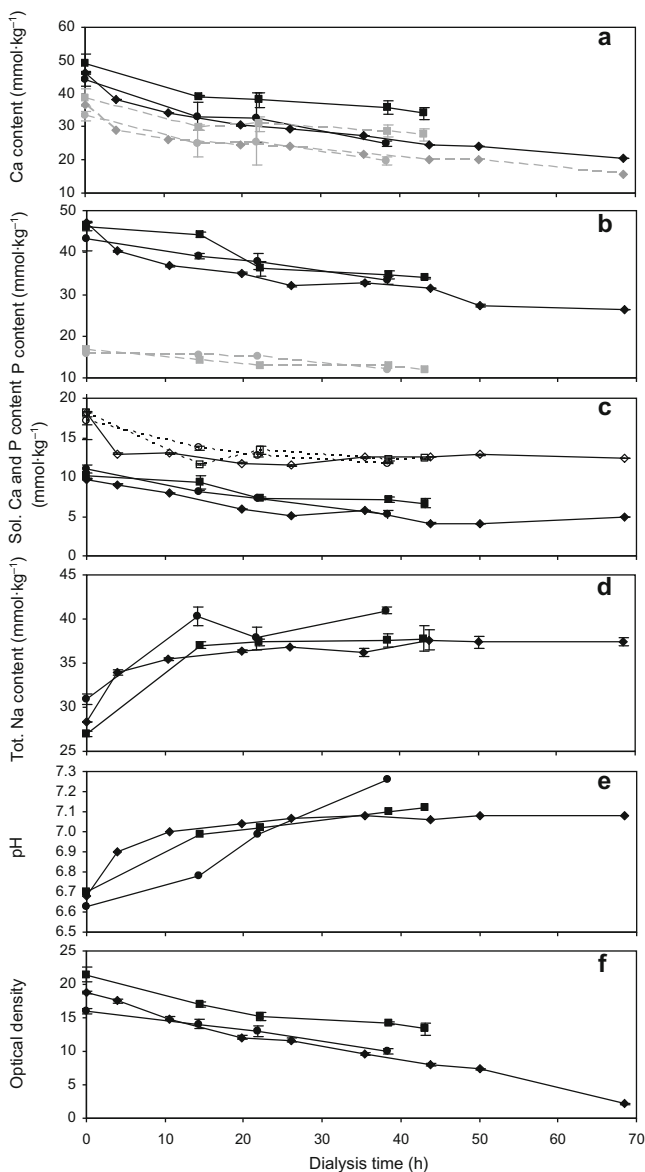 a
Ca content (mmol·kg⁻¹)
60
50
40
30
20
10
b
P content (mmol·kg⁻¹)
50
40
30
20
10
c
Sol. Ca and P content
(mmol·kg⁻¹)
20
15
10
5
0
d
Tot. Na content (mmol·kg⁻¹)
45
40
35
30
25
e
pH
7.3
7.2
7.1
7.0
6.9
6.8
6.7
6.6
6.5
f
Optical density
25
20
15
10
5
0
0 10 20 30 40 50 60 70
Dialysis time (h)